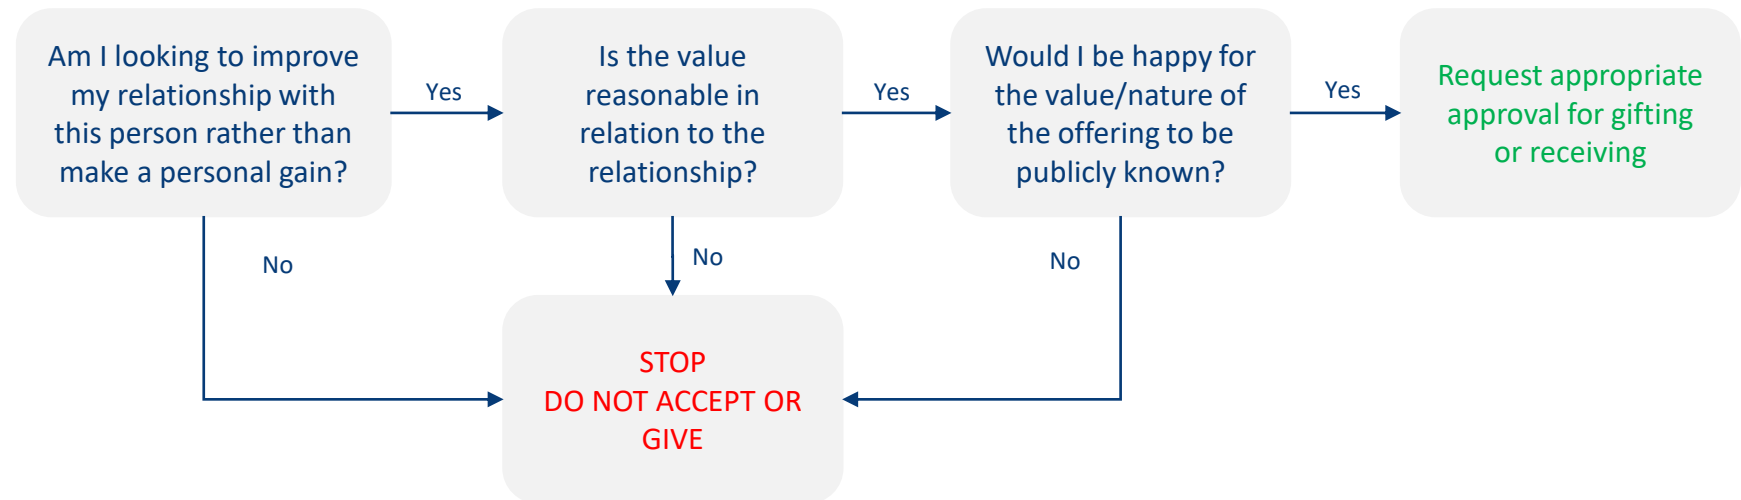 Am I looking to improve
my relationship with
this person rather than
make a personal gain?
Yes
Is the value
reasonable in
relation to the
relationship?
Yes
Would I be happy for
the value/nature of
the offering to be
publicly known?
Yes
Request appropriate
approval for gifting
or receiving
No
No
No
STOP
DO NOT ACCEPT OR
GIVE